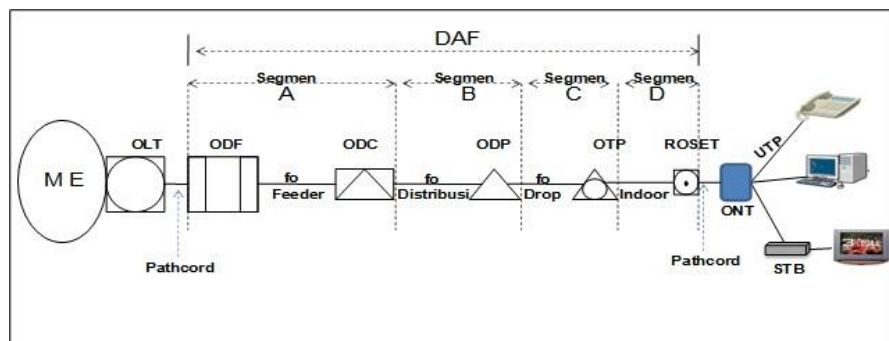 DAF
Segmen Segmen Segmen Segmen
A B C D
OLT ODF ODC ODP OTP ROSET
M E
fo fo fo
Feeder Distribusi Drop Indoor
UTP
ONT
Pathcord Pathcord
STB